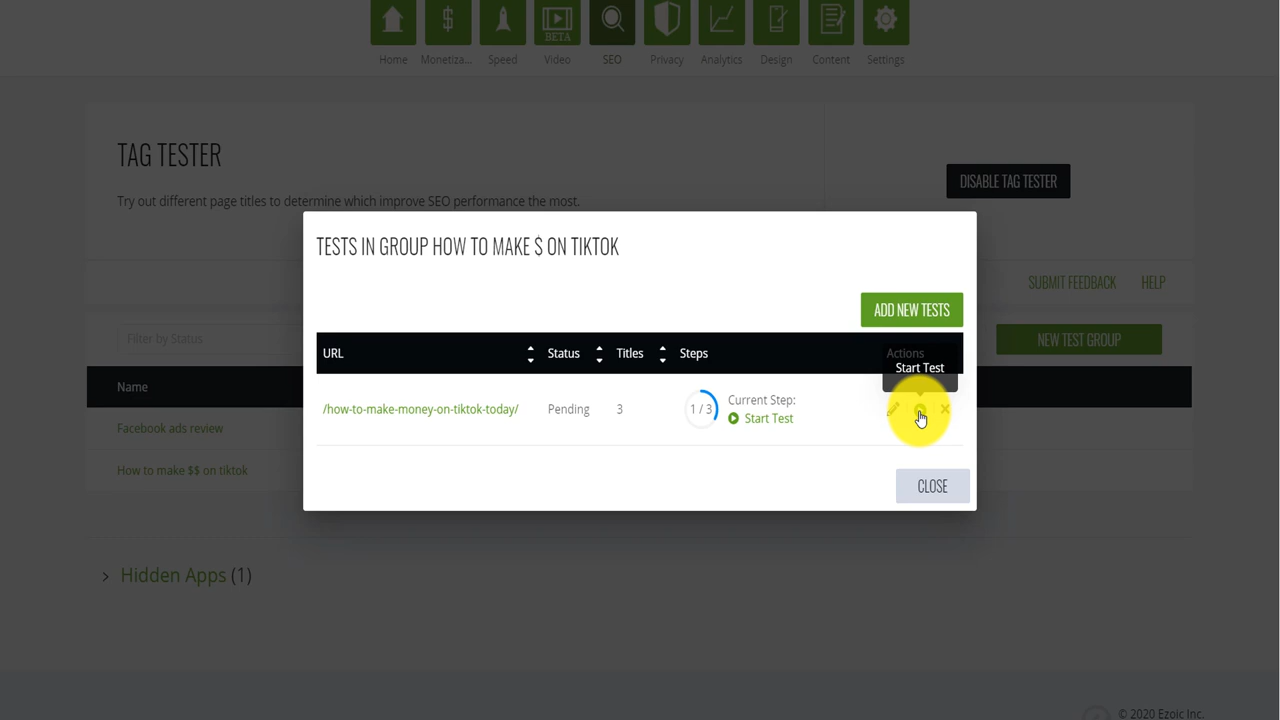 BETA
Home Monetiza... Speed Video SEO Privacy Analytics Design Content Settings
TAG TESTER
Try out different page titles to determine which improve SEO performance the most.
DISABLE TAG TESTER
SUBMIT FEEDBACK HELP
Filter by Status
NEW TEST GROUP
Name
Facebook ads review
How to make $$ on tiktok
TESTS IN GROUP HOW TO MAKE $ ON TIKTOK
ADD NEW TESTS
URL Status Titles Steps Actions
Start Test
/how-to-make-money-on-tiktok-today/ Pending 3 1 / 3 Current Step:
Start Test
CLOSE
Hidden Apps (1)
© 2020 Ezoic Inc.